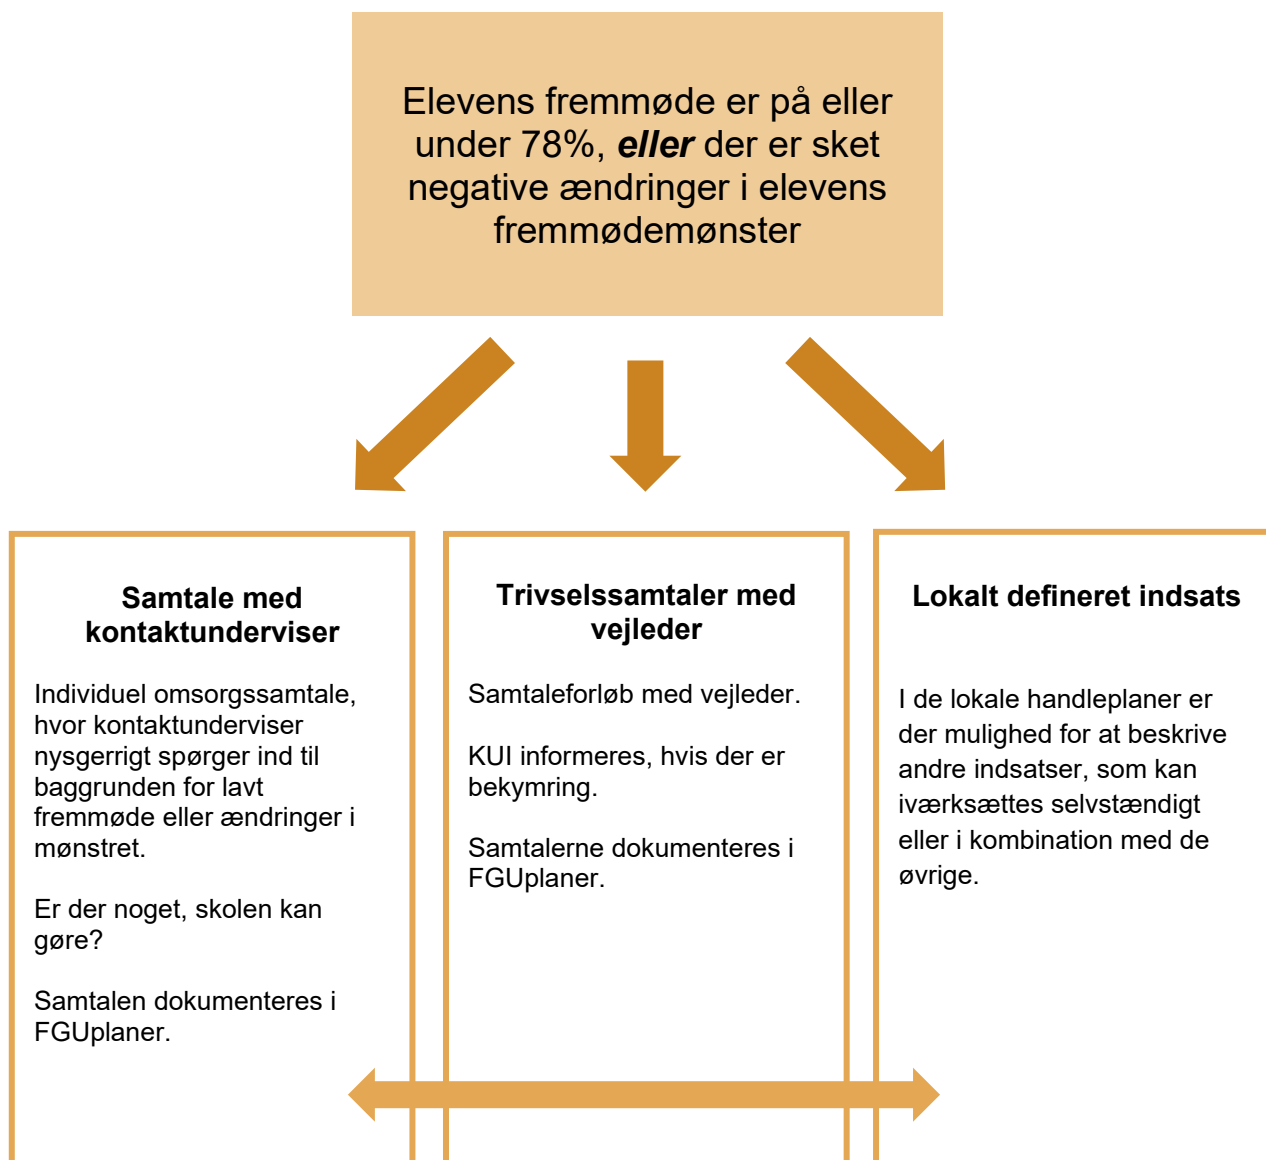 Elevens fremmøde er på eller
under 78%, eller der er sket
negative ændringer i elevens
fremmødemønster
Samtale med
kontaktunderviser
Individuel omsorgssamtale,
hvor kontaktunderviser
nysgerrigt spørger ind til
baggrunden for lavt
fremmøde eller ændringer i
mønstret.
Er der noget, skolen kan
gøre?
Samtalen dokumenteres i
FGUplaner.
Trivselssamtaler med
vejleder
Samtaleforløb med vejleder.
KUI informeres, hvis der er
bekymring.
Samtalerne dokumenteres i
FGUplaner.
Lokalt defineret indsats
I de lokale handleplaner er
der mulighed for at beskrive
andre indsatser, som kan
iværksættes selvstændigt
eller i kombination med de
øvrige.